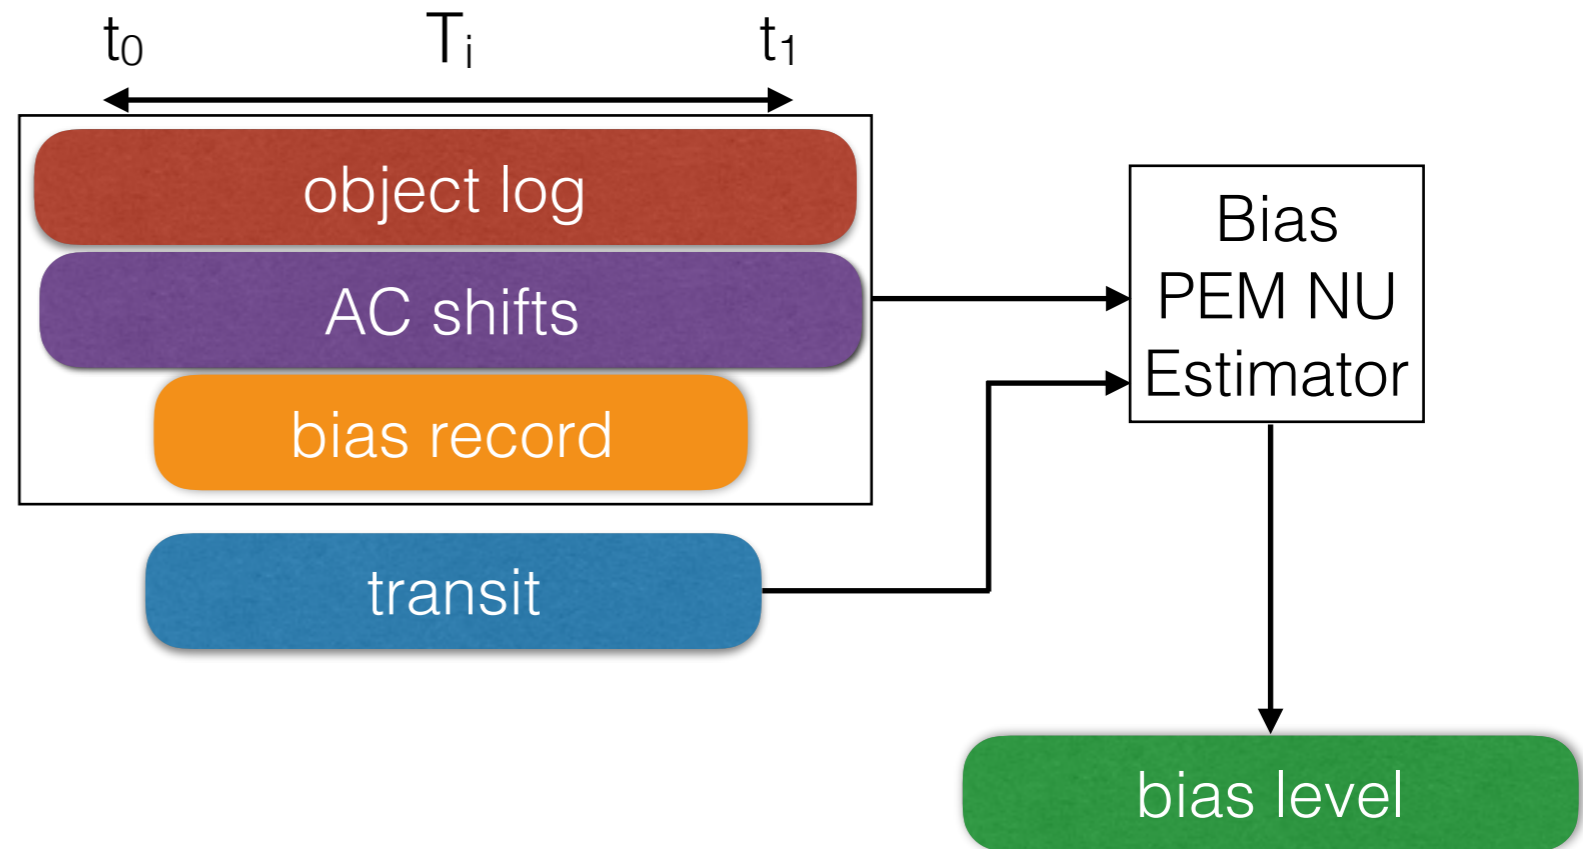 t₀ Tᵢ t₁
object log
AC shifts
bias record
transit
Bias
PEM NU
Estimator
bias level